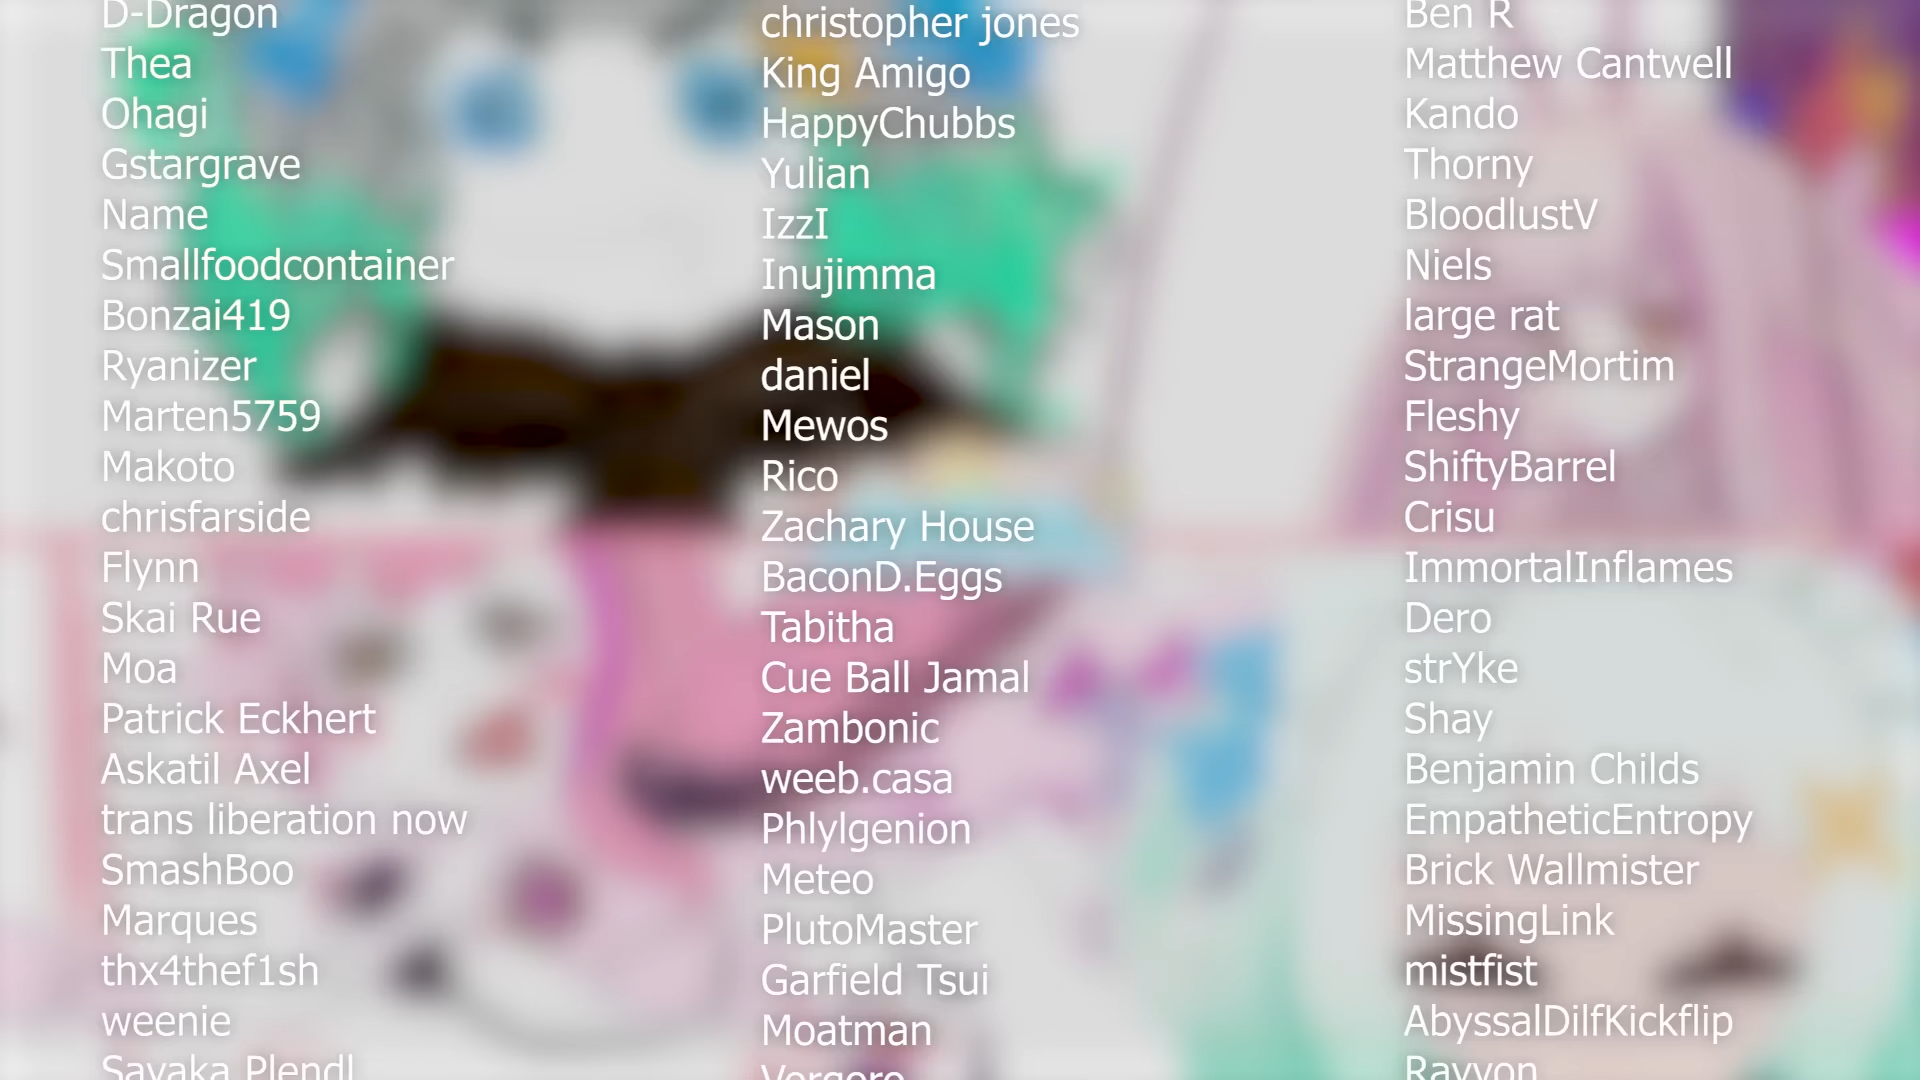 D-Dragon
Thea
Ohagi
Gstargrave
Name
Smallfoodcontainer
Bonzai419
Ryanizer
Marten5759
Makoto
chrisfarside
Flynn
Skai Rue
Moa
Patrick Eckhert
Askatil Axel
trans liberation now
SmashBoo
Marques
thx4thef1sh
weenie
Sayaka Plendl
christopher jones
King Amigo
HappyChubbs
Yulian
IzzI
Inujimma
Mason
daniel
Mewos
Rico
Zachary House
BaconD.Eggs
Tabitha
Cue Ball Jamal
Zambonic
weeb.casa
Phlylgenion
Meteo
PlutoMaster
Garfield Tsui
Moatman
Ben R
Matthew Cantwell
Kando
Thorny
BloodlustV
Niels
large rat
StrangeMortim
Fleshy
ShiftyBarrel
Crisu
ImmortalInflames
Dero
strYke
Shay
Benjamin Childs
EmpatheticEntropy
Brick Wallmister
MissingLink
mistfist
AbyssalDilfKickflip